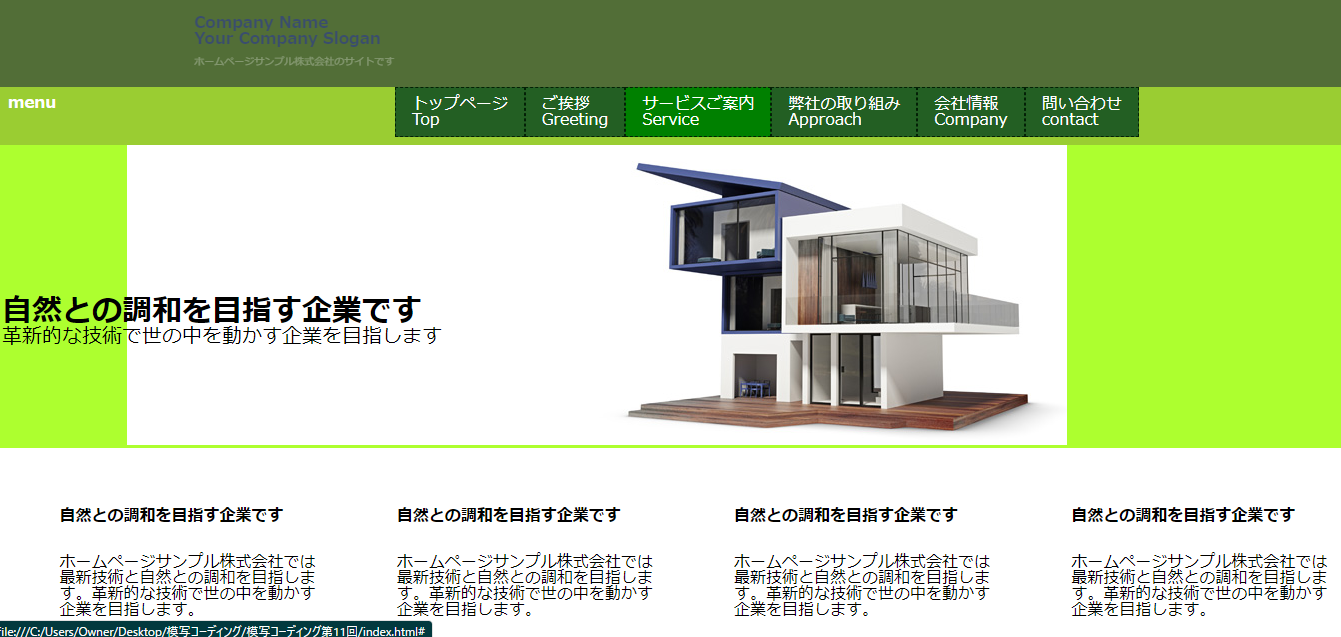 Company Name
Your Company Slogan
ホームページサンプル株式会社のサイトです
menu
トップページ
Top
ご挨拶
Greeting
サービスご案内
Service
弊社の取り組み
Approach
会社情報
Company
問い合わせ
contact
自然との調和を目指す企業です
革新的な技術で世の中を動かす企業を目指します
自然との調和を目指す企業です
ホームページサンプル株式会社では
最新技術と自然との調和を目指しま
す。革新的な技術で世の中を動かす
企業を目指します。
自然との調和を目指す企業です
ホームページサンプル株式会社では
最新技術と自然との調和を目指しま
す。革新的な技術で世の中を動かす
企業を目指します。
自然との調和を目指す企業です
ホームページサンプル株式会社では
最新技術と自然との調和を目指しま
す。革新的な技術で世の中を動かす
企業を目指します。
自然との調和を目指す企業です
ホームページサンプル株式会社では
最新技術と自然との調和を目指しま
す。革新的な技術で世の中を動かす
企業を目指します。
file:///C:/Users/Owner/Desktop/模写コーディング/模写コーディング第11回/index.html#